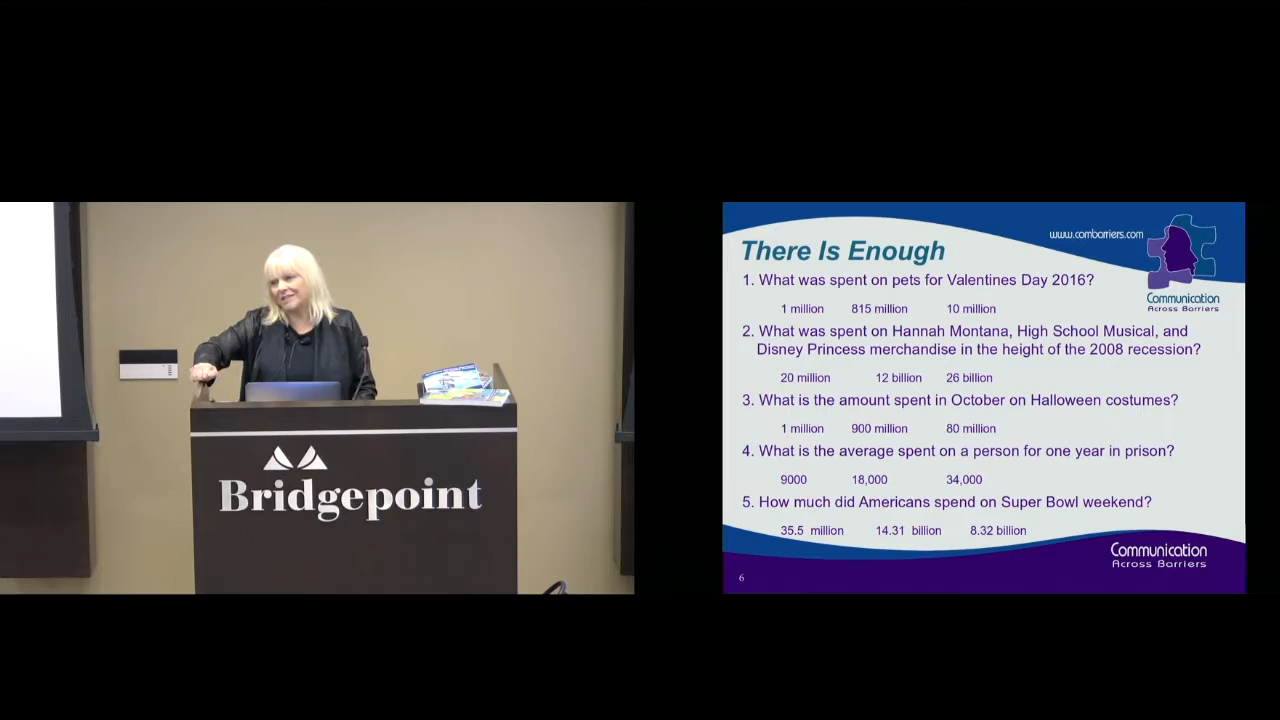 Bridgepoint
There Is Enough
www.combarriers.com
Communication
Across Barriers
1. What was spent on pets for Valentines Day 2016?
1 million 815 million 10 million
2. What was spent on Hannah Montana, High School Musical, and
Disney Princess merchandise in the height of the 2008 recession?
20 million 12 billion 26 billion
3. What is the amount spent in October on Halloween costumes?
1 million 900 million 80 million
4. What is the average spent on a person for one year in prison?
9000 18,000 34,000
5. How much did Americans spend on Super Bowl weekend?
35.5 million 14.31 billion 8.32 billion
Communication
Across Barriers
6